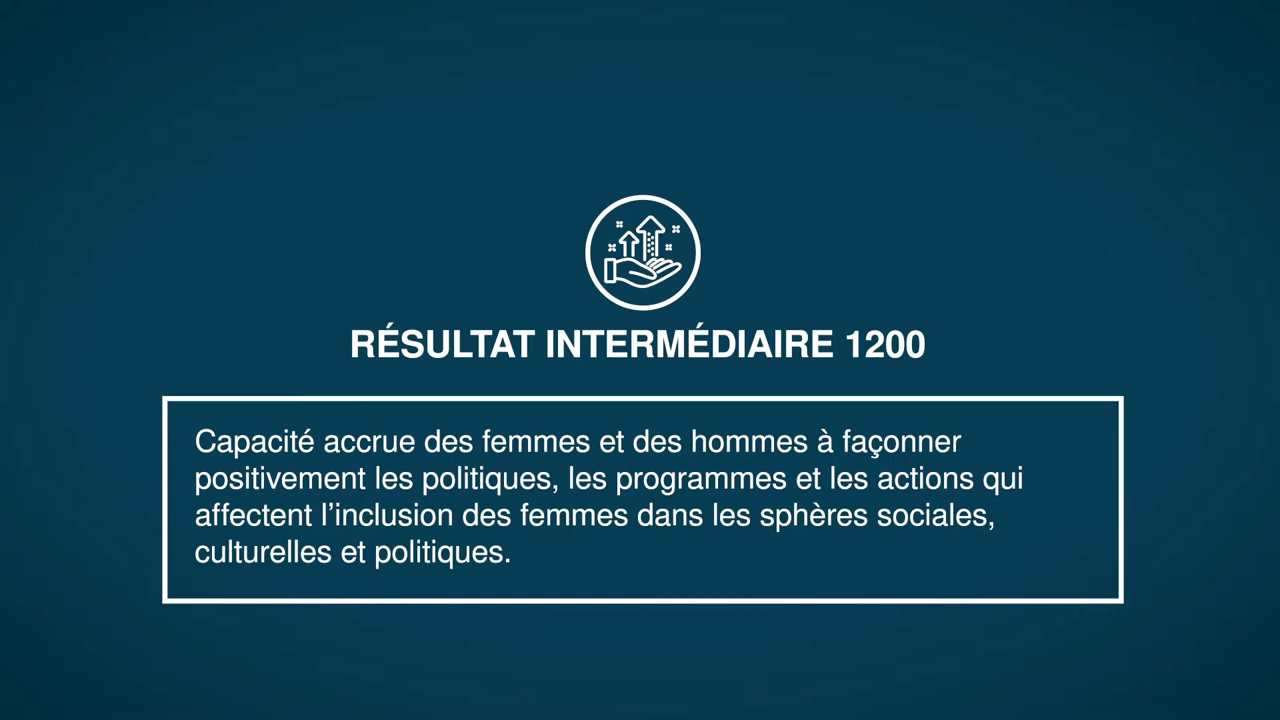 RÉSULTAT INTERMÉDIAIRE 1200
Capacité accrue des femmes et des hommes à façonner
positivement les politiques, les programmes et les actions qui
affectent l’inclusion des femmes dans les sphères sociales,
culturelles et politiques.